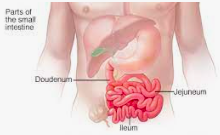 Parts of
the small
intestine
Doudenum
Jejuneum
Ileum